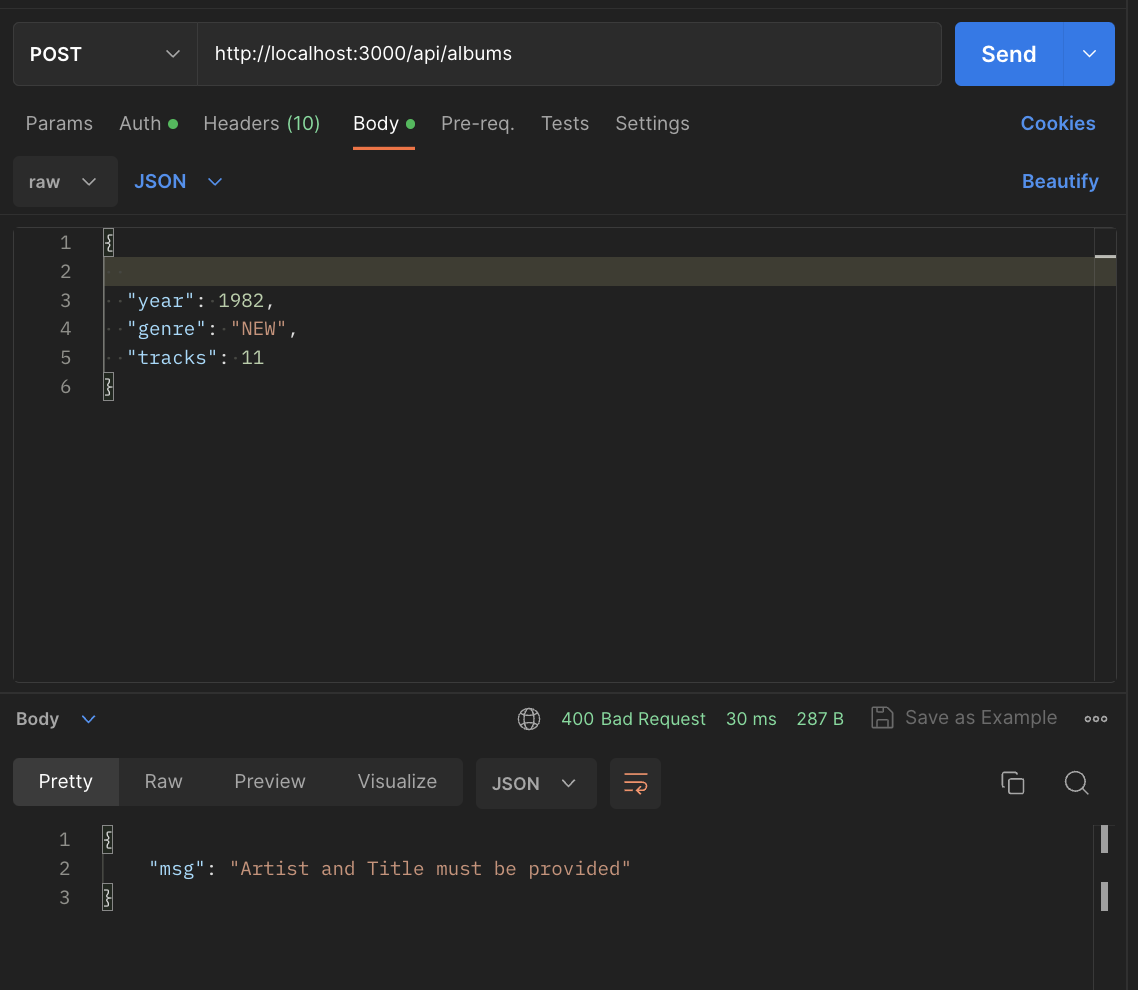 POST http://localhost:3000/api/albums Send
Params Auth Headers (10) Body Pre-req. Tests Settings Cookies
raw JSON Beautify
1 {
2
3 "year": 1982,
4 "genre": "NEW",
5 "tracks": 11
6 }
Body 400 Bad Request 30 ms 287 B Save as Example
Pretty Raw Preview Visualize JSON
1 {
2 "msg": "Artist and Title must be provided"
3 }